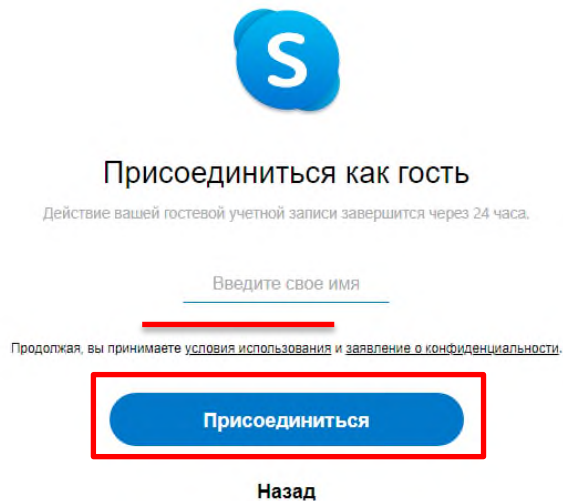 S
Присоединиться как гость
Действие вашей гостевой учетной записи завершится через 24 часа.
Введите свое имя
Продолжая, вы принимаете условия использования и заявление о конфиденциальности.
Присоединиться
Назад